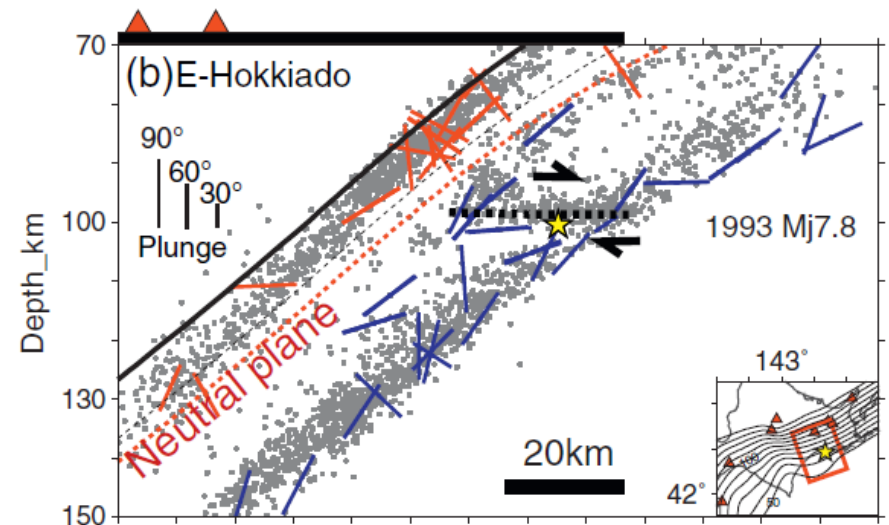 70
(b)E-Hokkiado
90°
60°
30°
Plunge
100
1993 Mj7.8
Depth_km
Neutral plane
130
143°
20km
42°
50
150